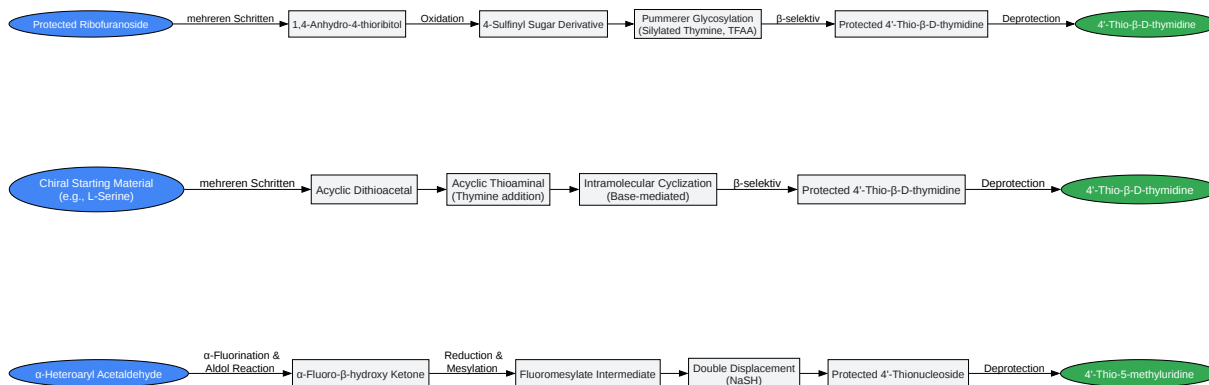 Protected Ribofuranoside
mehreren Schritten
1,4-Anhydro-4-thioribitol
Oxidation
4-Sulfinyl Sugar Derivative
Pummerer Glycosylation
(Silylated Thymine, TFAA)
β-selektiv
Protected 4'-Thio-β-D-thymidine
Deprotection
4'-Thio-β-D-thymidine
Chiral Starting Material
(e.g., L-Serine)
mehreren Schritten
Acyclic Dithioacetal
Acyclic Thioaminal
(Thymine addition)
Intramolecular Cyclization
(Base-mediated)
β-selektiv
Protected 4'-Thio-β-D-thymidine
Deprotection
4'-Thio-β-D-thymidine
α-Heteroaryl Acetaldehyde
α-Fluorination &
Aldol Reaction
α-Fluoro-β-hydroxy Ketone
Reduction &
Mesylation
Fluoromesylate Intermediate
Double Displacement
(NaSH)
Protected 4'-Thionucleoside
Deprotection
4'-Thio-5-methyluridine